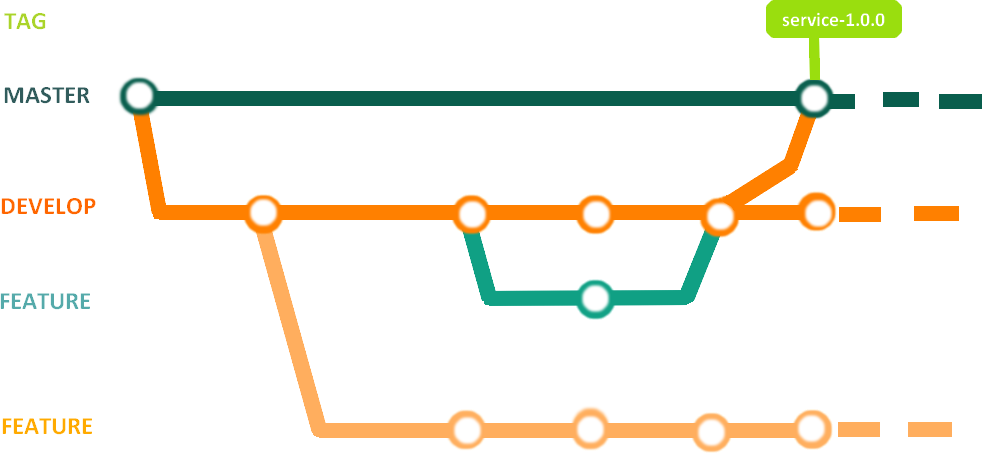 TAG
service-1.0.0
MASTER
DEVELOP
FEATURE
FEATURE